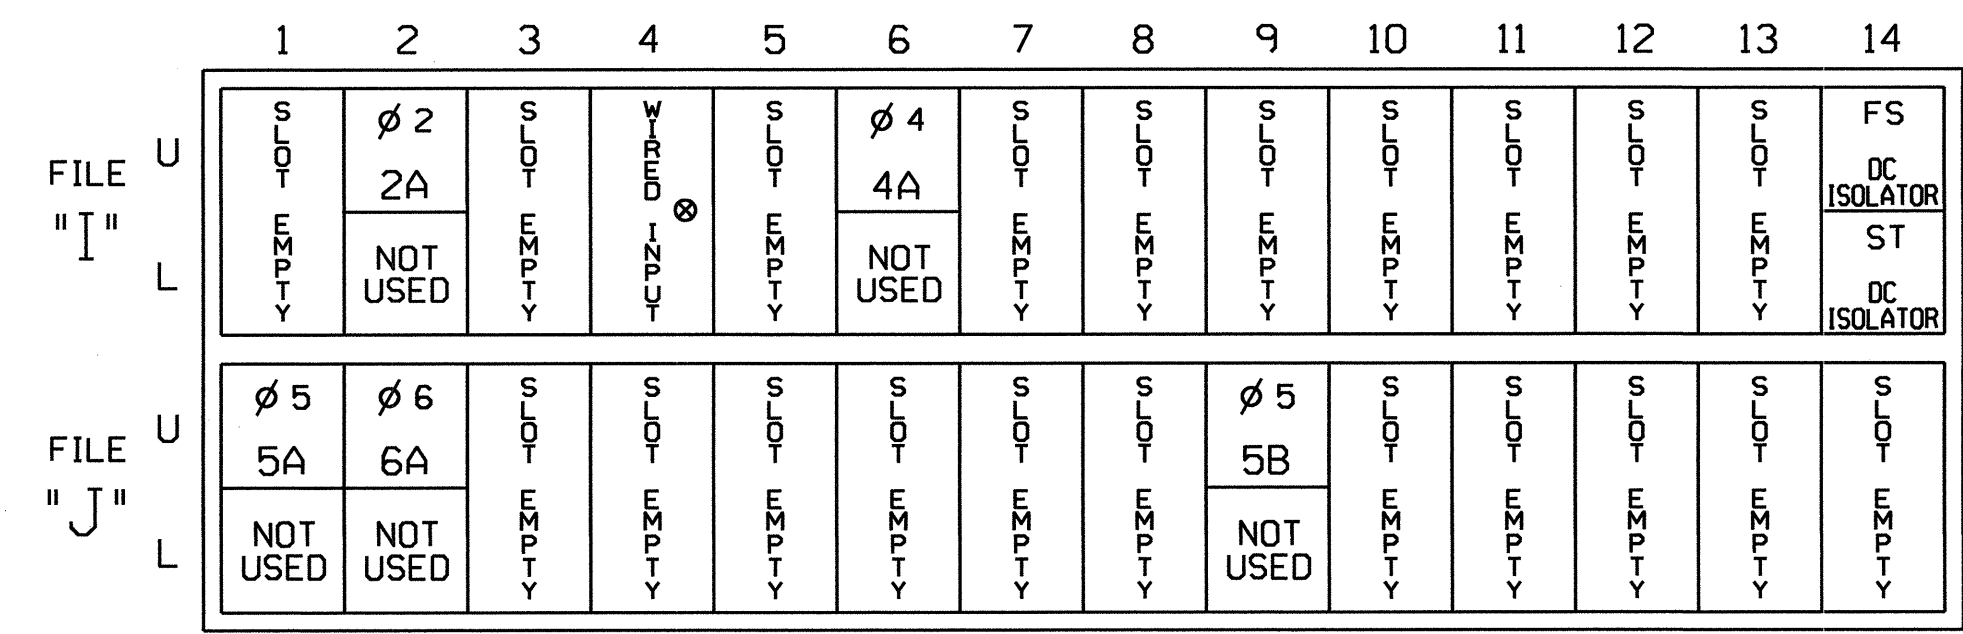 1 2 3 4 5 6 7 8 9 10 11 12 13 14
FILE "I"
U
L
SLOT EMPTY
Ø 2
2A
NOT USED
SLOT EMPTY
WIRED INPUT ⊗
SLOT EMPTY
Ø 4
4A
NOT USED
SLOT EMPTY
SLOT EMPTY
SLOT EMPTY
SLOT EMPTY
SLOT EMPTY
SLOT EMPTY
SLOT EMPTY
FS
DC
ISOLATOR
ST
DC
ISOLATOR
FILE "J"
U
L
Ø 5
5A
NOT USED
Ø 6
6A
NOT USED
SLOT EMPTY
SLOT EMPTY
SLOT EMPTY
SLOT EMPTY
SLOT EMPTY
SLOT EMPTY
Ø 5
5B
NOT USED
SLOT EMPTY
SLOT EMPTY
SLOT EMPTY
SLOT EMPTY
SLOT EMPTY